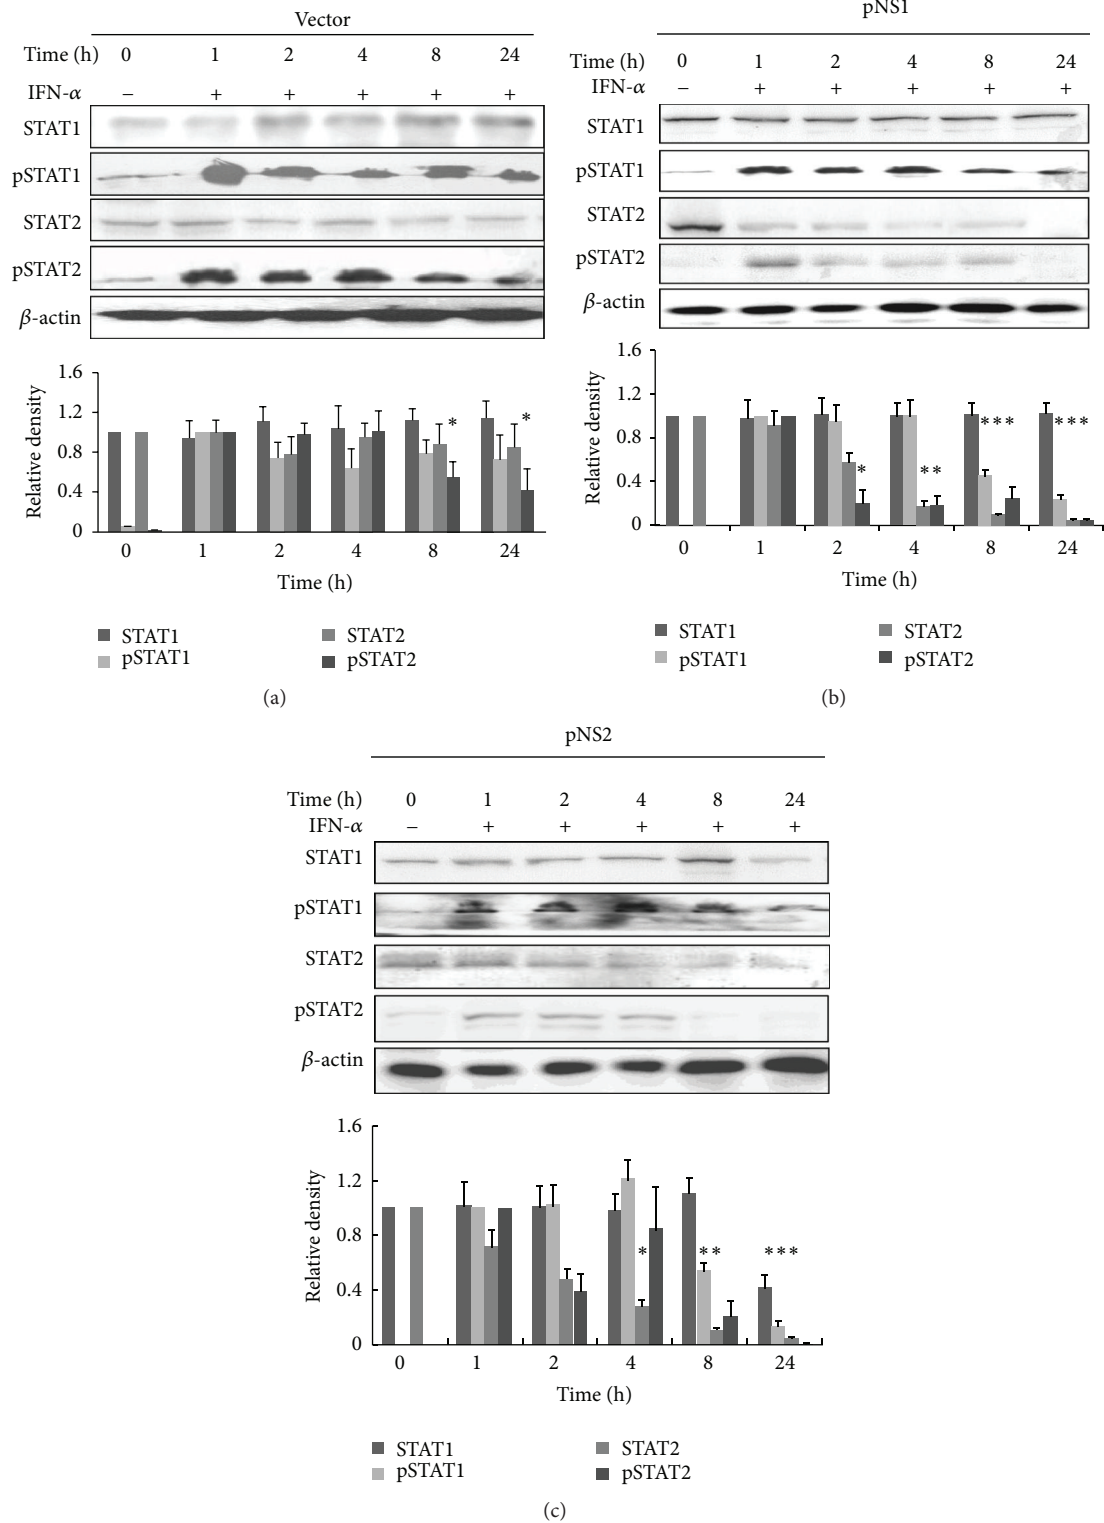 Vector
Time (h) 0 1 2 4 8 24
IFN-α − + + + + +
STAT1
pSTAT1
STAT2
pSTAT2
β-actin
Relative density
1.6
1.2
0.8
0.4
0
* *
0 1 2 4 8 24
Time (h)
STAT1 STAT2
pSTAT1 pSTAT2
(a)
pNS1
Time (h) 0 1 2 4 8 24
IFN-α − + + + + +
STAT1
pSTAT1
STAT2
pSTAT2
β-actin
Relative density
1.6
1.2
0.8
0.4
0
* ** *** ***
0 1 2 4 8 24
Time (h)
STAT1 STAT2
pSTAT1 pSTAT2
(b)
pNS2
Time (h) 0 1 2 4 8 24
IFN-α − + + + + +
STAT1
pSTAT1
STAT2
pSTAT2
β-actin
Relative density
1.6
1.2
0.8
0.4
0
* ** ***
0 1 2 4 8 24
Time (h)
STAT1 STAT2
pSTAT1 pSTAT2
(c)